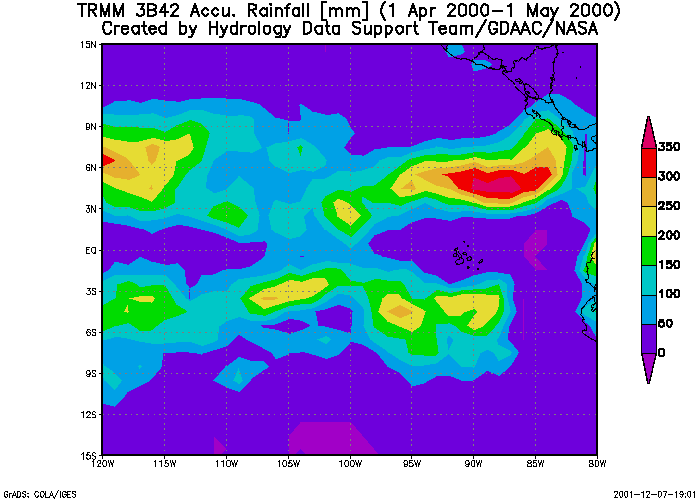 TRMM 3B42 Accu. Rainfall [mm] (1 Apr 2000-1 May 2000)
Created by Hydrology Data Support Team/GDAAC/NASA
15N
12N
9N
6N
3N
EQ
3S
6S
9S
12S
15S
120W 115W 110W 105W 100W 95W 90W 85W 80W
350
300
250
200
150
100
50
0
GrADS: COLA/IGES
2001-12-07-19:01